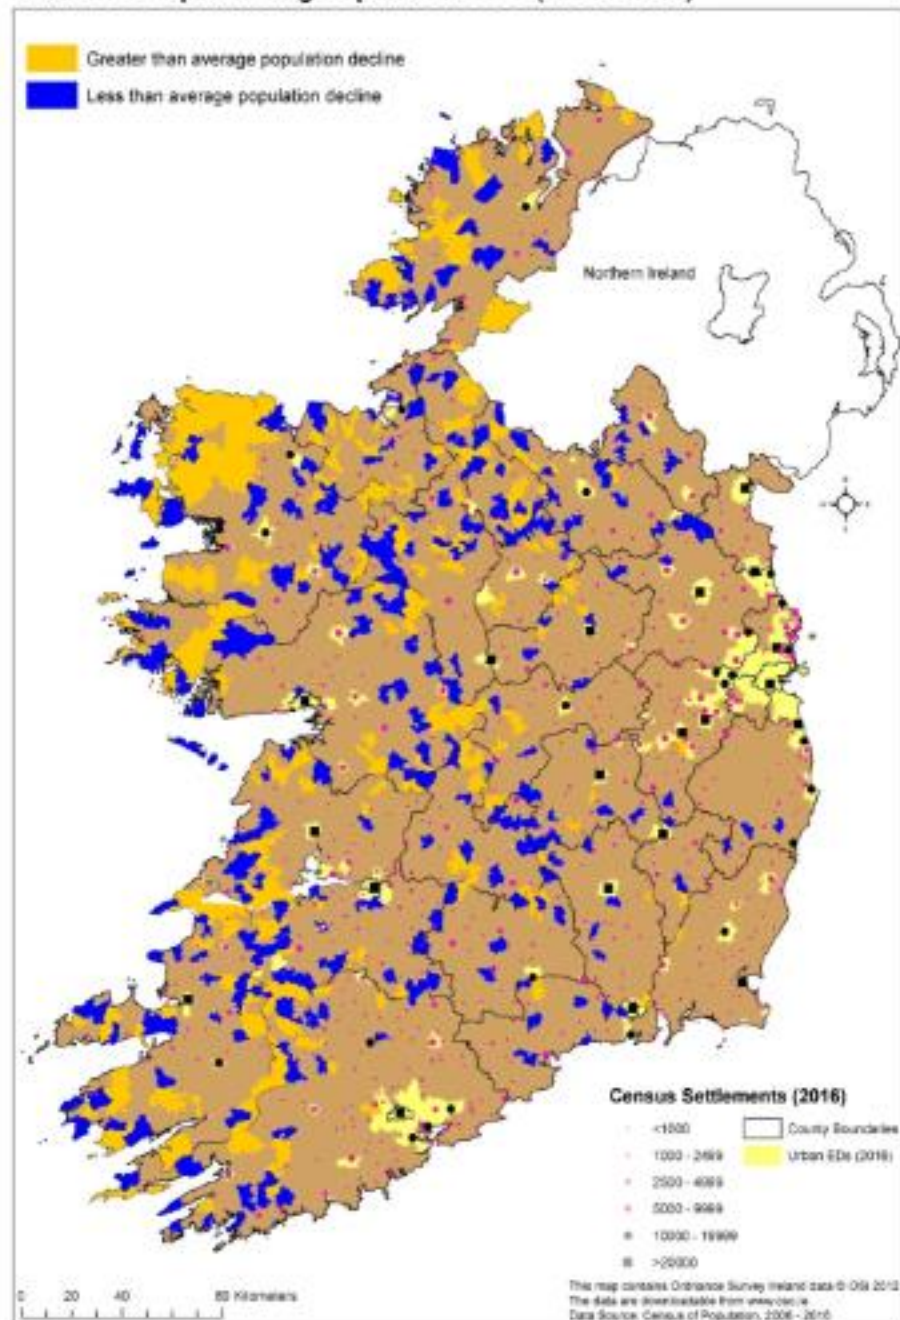 Greater than average population decline
Less than average population decline
Northern Ireland
Census Settlements (2016)
<1000
1000 - 2499
2500 - 4999
5000 - 9999
10000 - 19999
>20000
County Boundaries
Urban EDs (2016)
0 20 40 80 Kilometers
This map contains Ordnance Survey Ireland data © OSI 2012
The data are downloadable from www.cso.ie
Data Source: Census of Population, 2006 - 2016